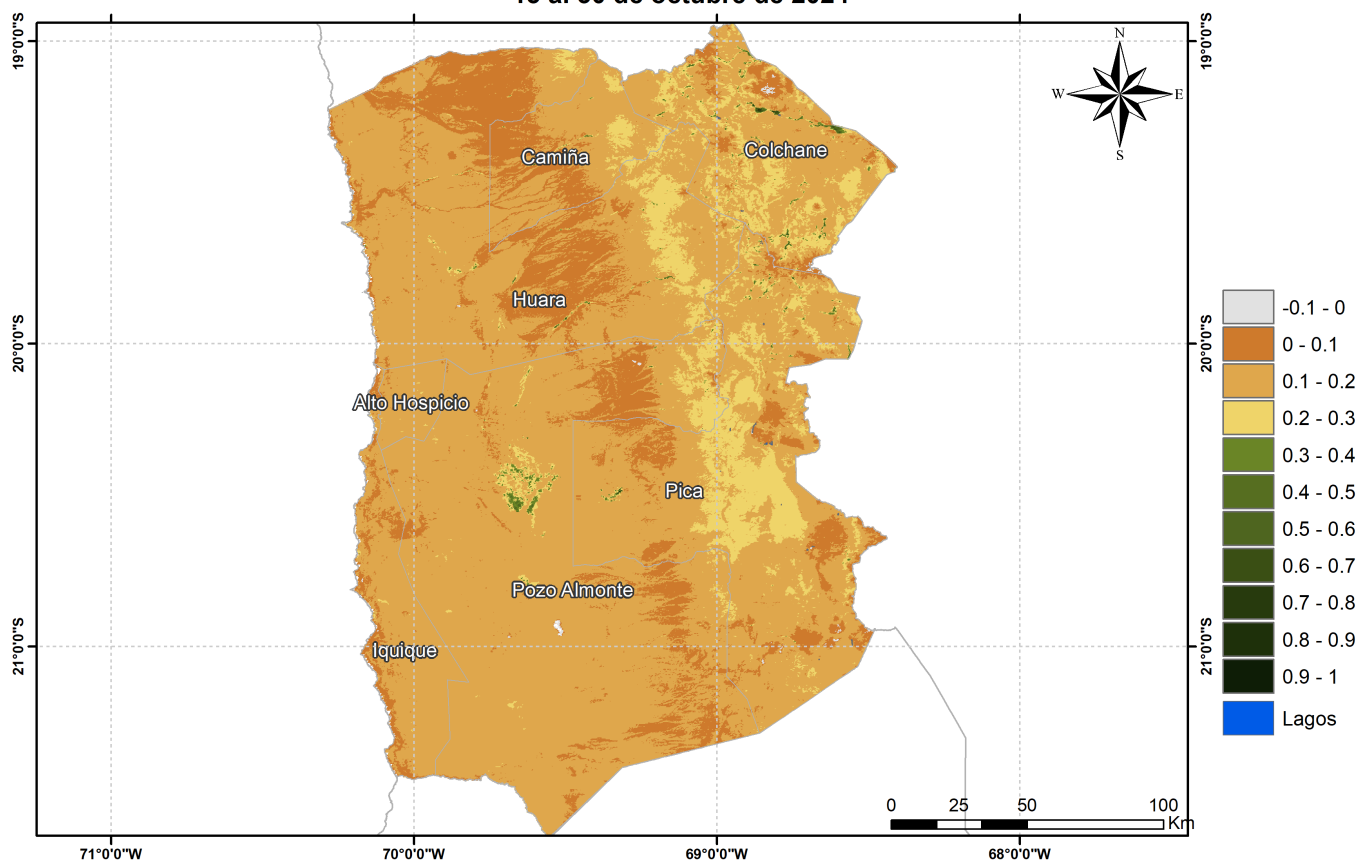 19°0'0"S
19°0'0"S
N
W
E
S
Camiña
Colchane
Huara
-0.1 - 0
0 - 0.1
20°0'0"S
20°0'0"S
0.1 - 0.2
Alto Hospicio
0.2 - 0.3
0.3 - 0.4
Pica
0.4 - 0.5
0.5 - 0.6
0.6 - 0.7
Pozo Almonte
0.7 - 0.8
0.8 - 0.9
21°0'0"S
Iquique
21°0'0"S
0.9 - 1
Lagos
0 25 50 100
Km
71°0'0"W 70°0'0"W 69°0'0"W 68°0'0"W